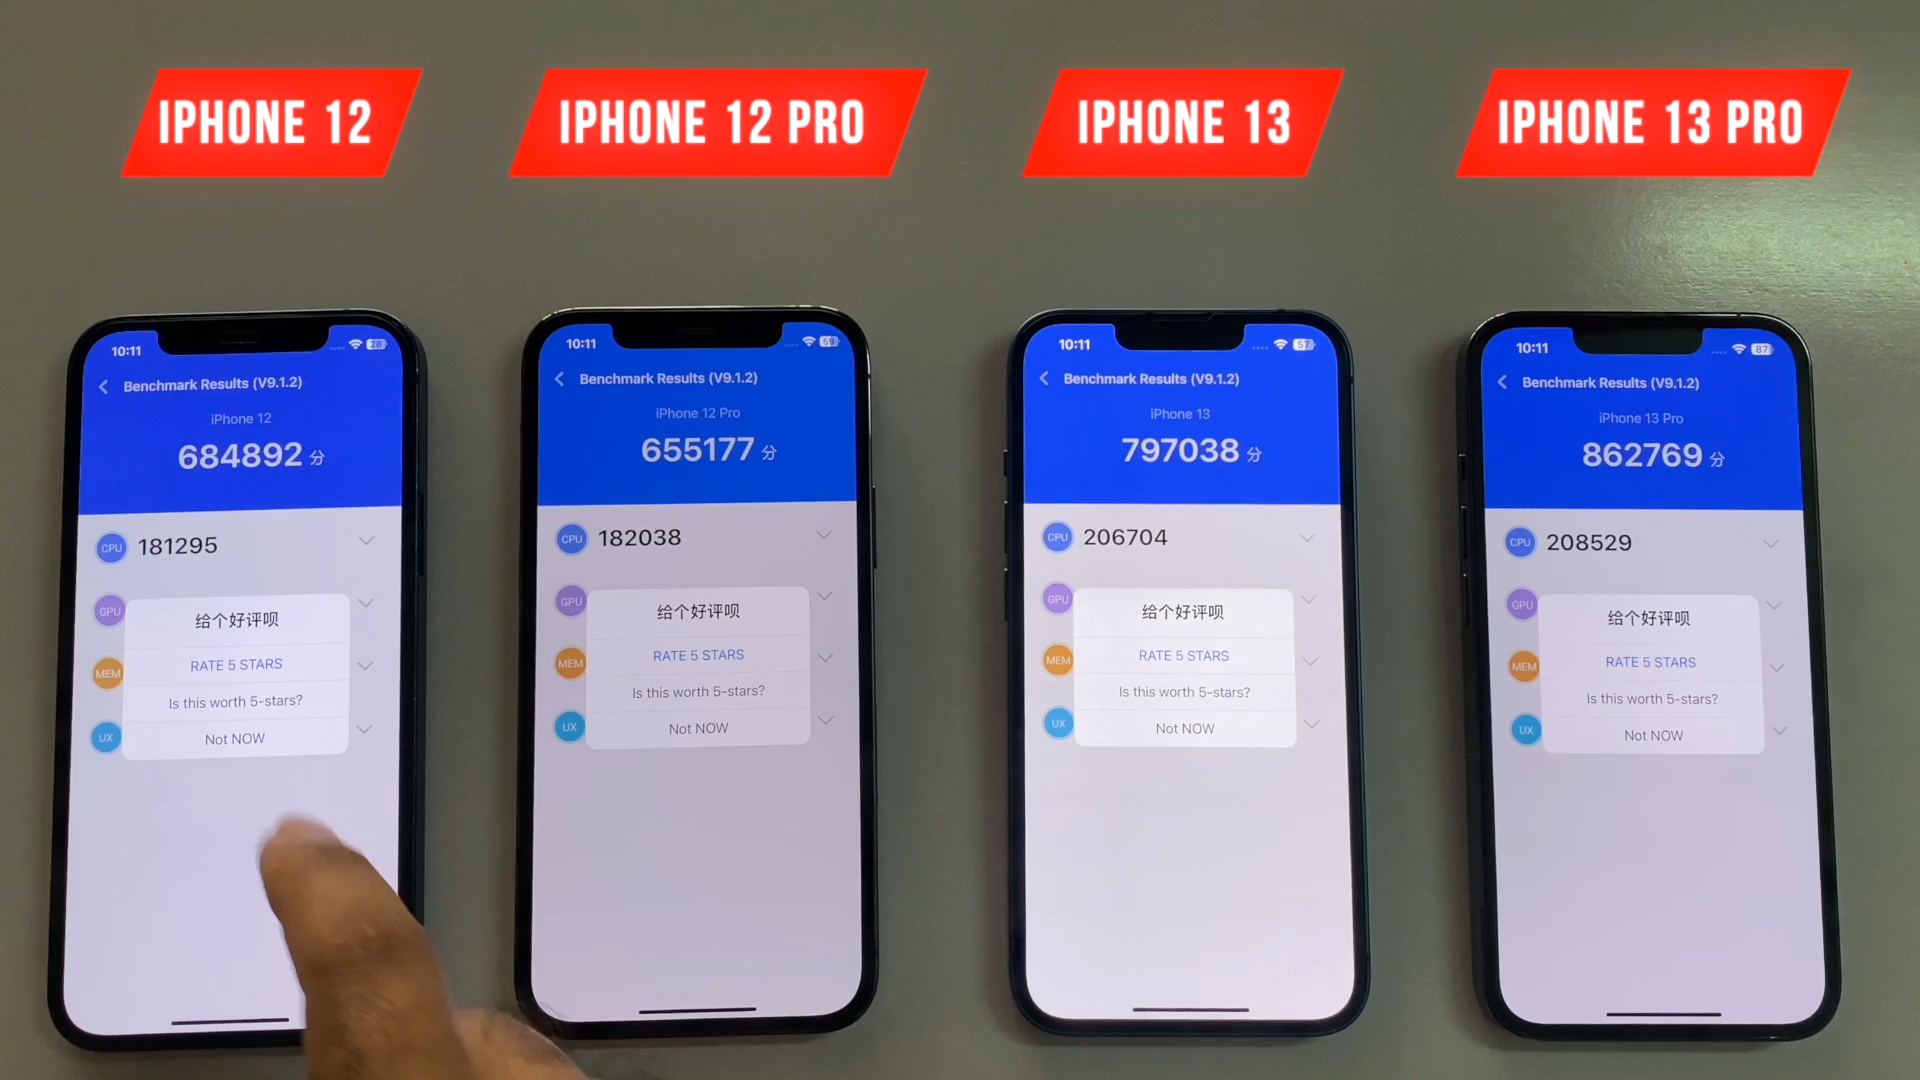 IPHONE 12
IPHONE 12 PRO
IPHONE 13
IPHONE 13 PRO
10:11
28
Benchmark Results (V9.1.2)
iPhone 12
684892 分
CPU 181295
GPU
MEM
UX
给个好评呗
RATE 5 STARS
Is this worth 5-stars?
Not NOW
10:11
69
Benchmark Results (V9.1.2)
iPhone 12 Pro
655177 分
CPU 182038
GPU
MEM
UX
给个好评呗
RATE 5 STARS
Is this worth 5-stars?
Not NOW
10:11
57
Benchmark Results (V9.1.2)
iPhone 13
797038 分
CPU 206704
GPU
MEM
UX
给个好评呗
RATE 5 STARS
Is this worth 5-stars?
Not NOW
10:11
87
Benchmark Results (V9.1.2)
iPhone 13 Pro
862769 分
CPU 208529
GPU
MEM
UX
给个好评呗
RATE 5 STARS
Is this worth 5-stars?
Not NOW